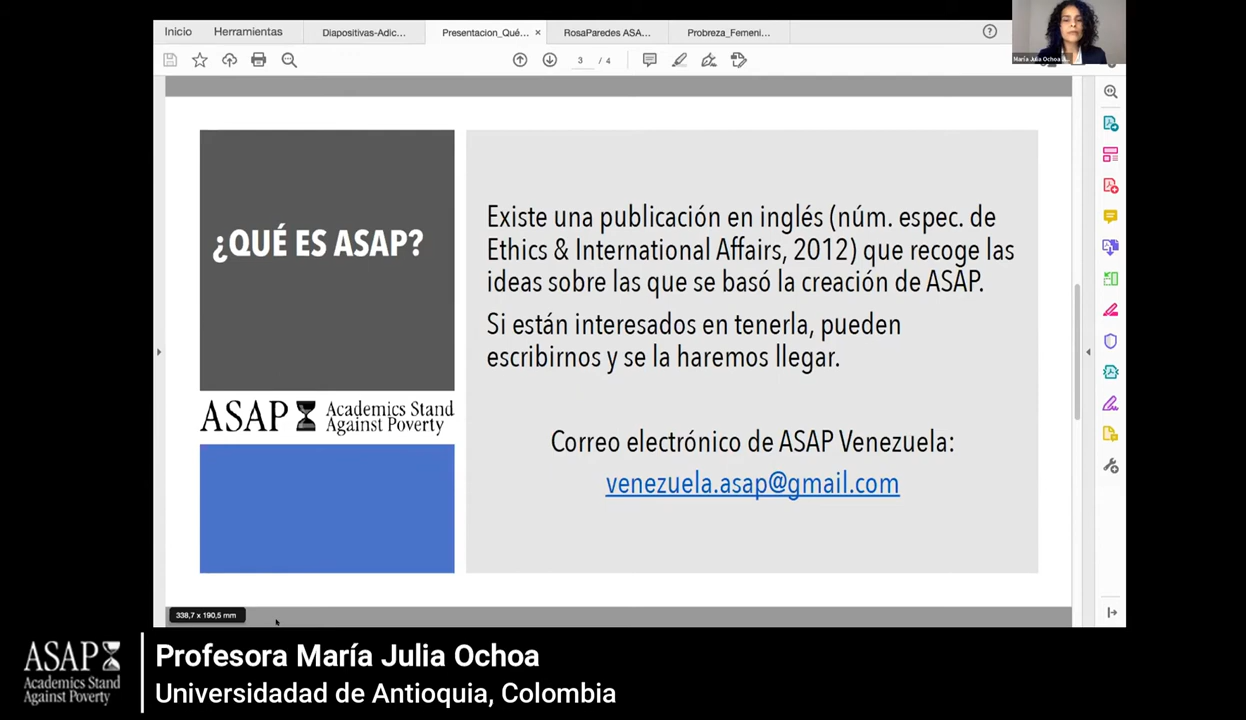 Inicio
Herramientas
Diapositivas-Adic...
Presentacion_Qué...
RosaParedes ASA...
Probreza_Femeni...
3 / 4
¿QUÉ ES ASAP?
ASAP Academics Stand
Against Poverty
Existe una publicación en inglés (núm. espec. de
Ethics & International Affairs, 2012) que recoge las
ideas sobre las que se basó la creación de ASAP.
Si están interesados en tenerla, pueden
escribirnos y se la haremos llegar.
Correo electrónico de ASAP Venezuela:
venezuela.asap@gmail.com
338,7 x 190,5 mm
María Julia Ochoa
ASAP
Academics Stand
Against Poverty
Profesora María Julia Ochoa
Universidadad de Antioquia, Colombia